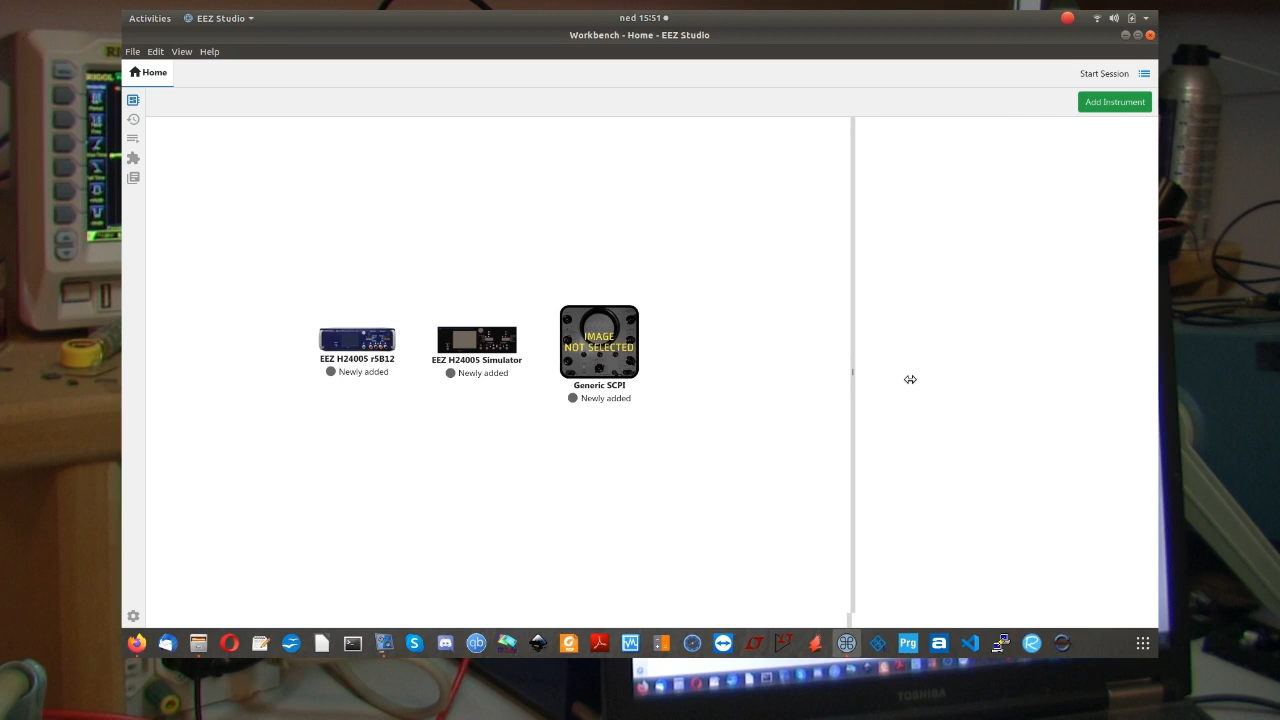 Activities EEZ Studio ned 15:51
Workbench - Home - EEZ Studio
File Edit View Help
Home Start Session
Add Instrument
IMAGE
NOT SELECTED
EEZ H24005 r5B12
Newly added
EEZ H24005 Simulator
Newly added
Generic SCPI
Newly added
Prg
TOSHIBA